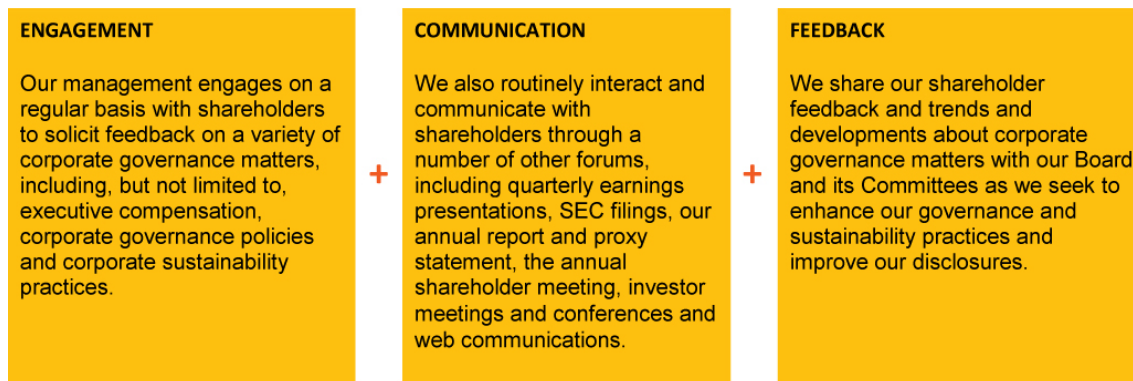 ENGAGEMENT
Our management engages on a
regular basis with shareholders
to solicit feedback on a variety of
corporate governance matters,
including, but not limited to,
executive compensation,
corporate governance policies
and corporate sustainability
practices.
+
COMMUNICATION
We also routinely interact and
communicate with
shareholders through a
number of other forums,
including quarterly earnings
presentations, SEC filings, our
annual report and proxy
statement, the annual
shareholder meeting, investor
meetings and conferences and
web communications.
+
FEEDBACK
We share our shareholder
feedback and trends and
developments about corporate
governance matters with our Board
and its Committees as we seek to
enhance our governance and
sustainability practices and
improve our disclosures.